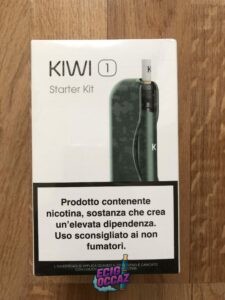 KIWI 1
Starter Kit
K
Prodotto contenente
nicotina, sostanza che crea
un'elevata dipendenza.
Uso sconsigliato ai non
fumatori.
ECIG
OCCAZ